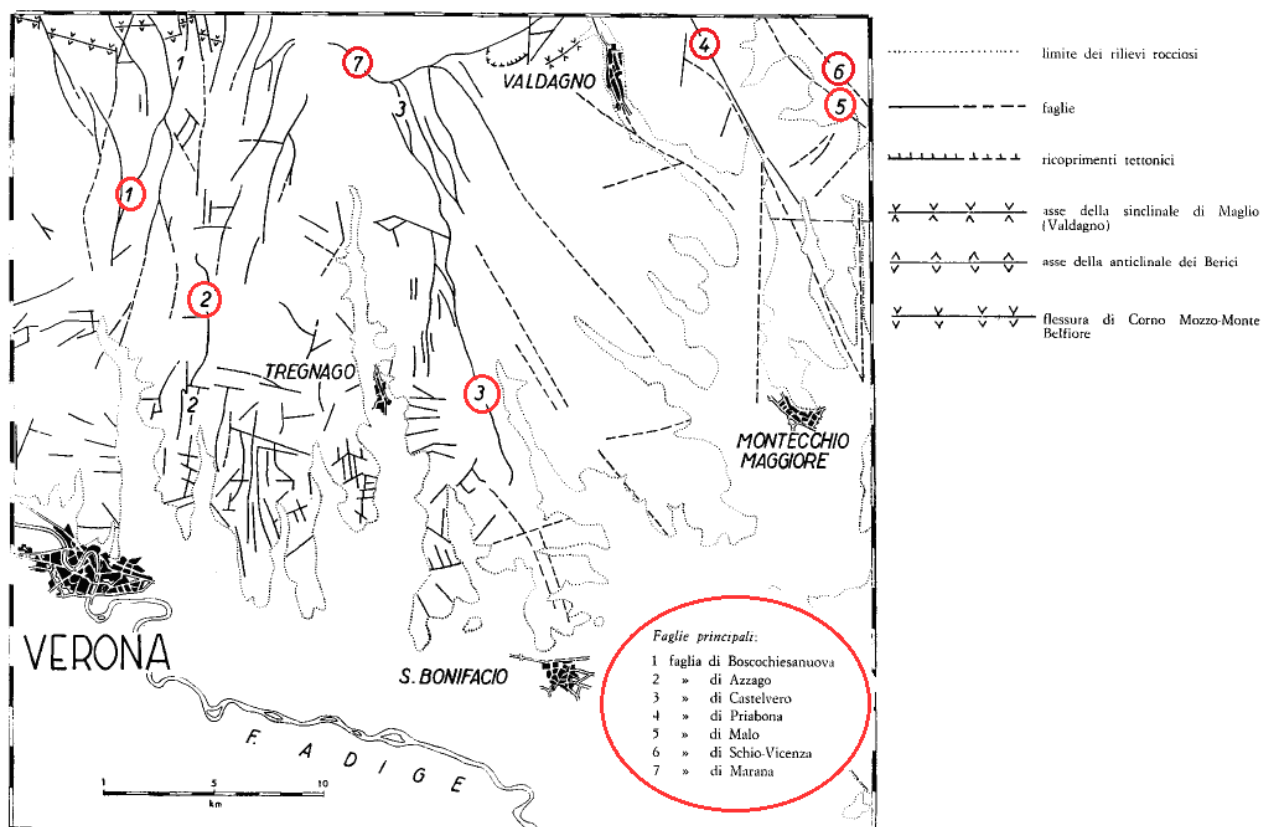 1
7
4
6
5
VALDAGNO
3
1
2
TREGNAGO
3
2
MONTECCHIO
MAGGIORE
VERONA
S. BONIFACIO
F. ADIGE
1 5 10
km
Faglie principali:
1 faglia di Boscochiesanuova
2 » di Azzago
3 » di Castelvero
4 » di Priabona
5 » di Malo
6 » di Schio-Vicenza
7 » di Marana
limite dei rilievi rocciosi
faglie
ricoprimenti tettonici
asse della sinclinale di Maglio
(Valdagno)
asse della anticlinale dei Berici
flessura di Corno Mozzo-Monte
Belfiore